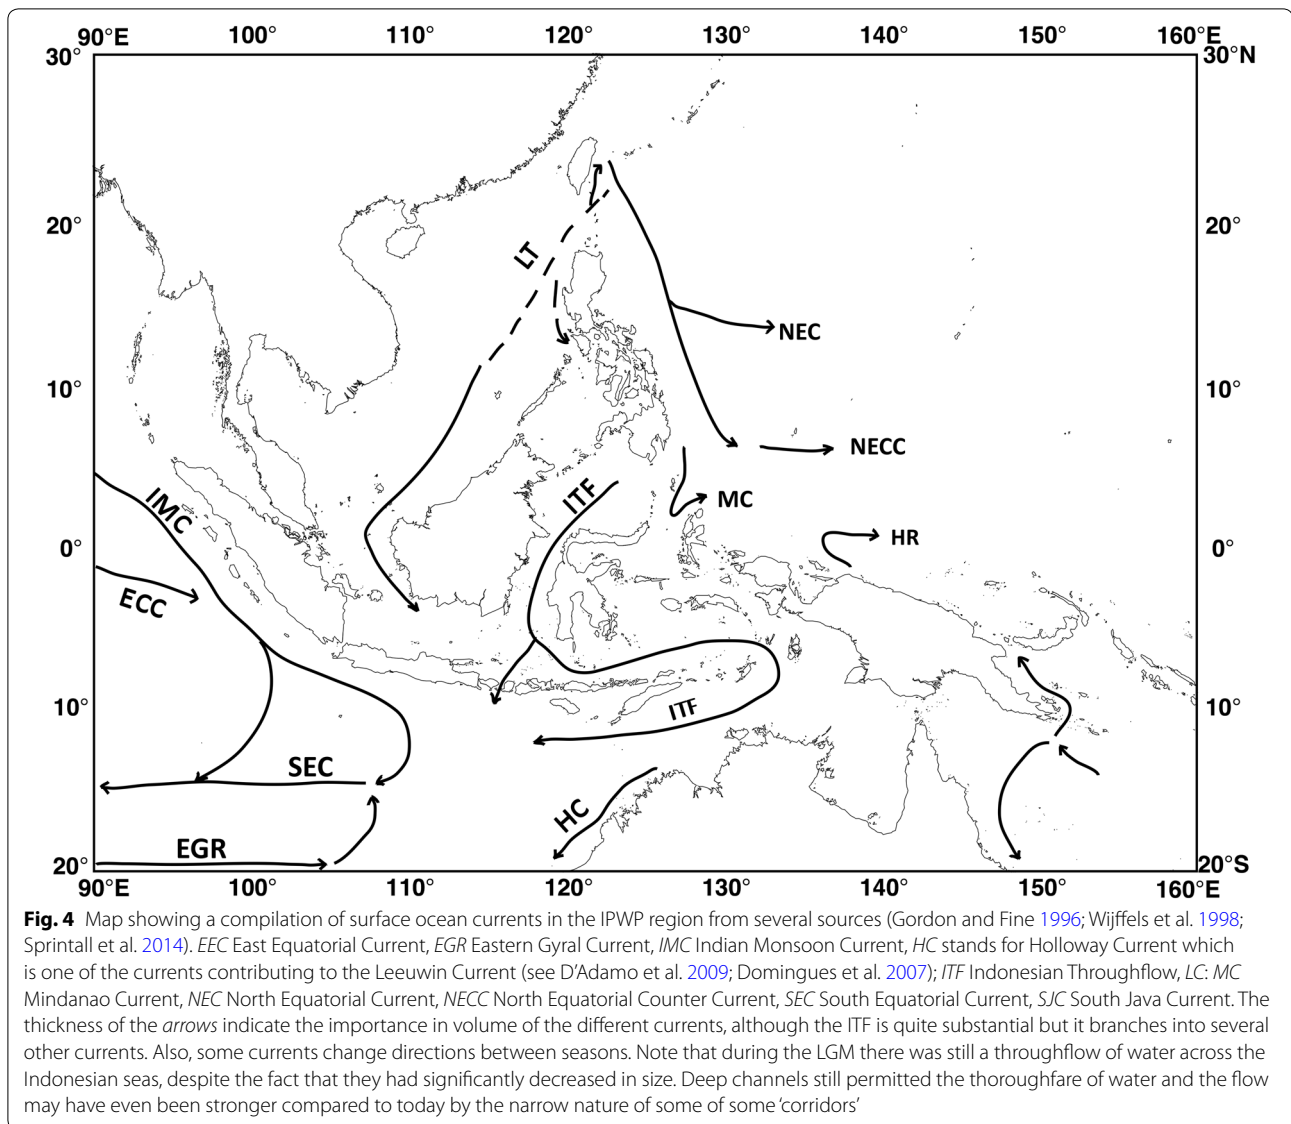 90°E 100° 110° 120° 130° 140° 150° 160°E
30° 30°N
LT
20° 20°
NEC
10° 10°
NECC
ITF
IMC MC
0° HR 0°
ECC
10° ITF 10°
SEC
HC
EGR
20° 20°S
90°E 100° 110° 120° 130° 140° 150° 160°E
Fig. 4 Map showing a compilation of surface ocean currents in the IPWP region from several sources (Gordon and Fine 1996; Wijffels et al. 1998;
Sprintall et al. 2014). EEC East Equatorial Current, EGR Eastern Gyral Current, IMC Indian Monsoon Current, HC stands for Holloway Current which
is one of the currents contributing to the Leeuwin Current (see D’Adamo et al. 2009; Domingues et al. 2007); ITF Indonesian Throughflow, LC: MC
Mindanao Current, NEC North Equatorial Current, NECC North Equatorial Counter Current, SEC South Equatorial Current, SJC South Java Current. The
thickness of the arrows indicate the importance in volume of the different currents, although the ITF is quite substantial but it branches into several
other currents. Also, some currents change directions between seasons. Note that during the LGM there was still a throughflow of water across the
Indonesian seas, despite the fact that they had significantly decreased in size. Deep channels still permitted the thoroughfare of water and the flow
may have even been stronger compared to today by the narrow nature of some of some ‘corridors’